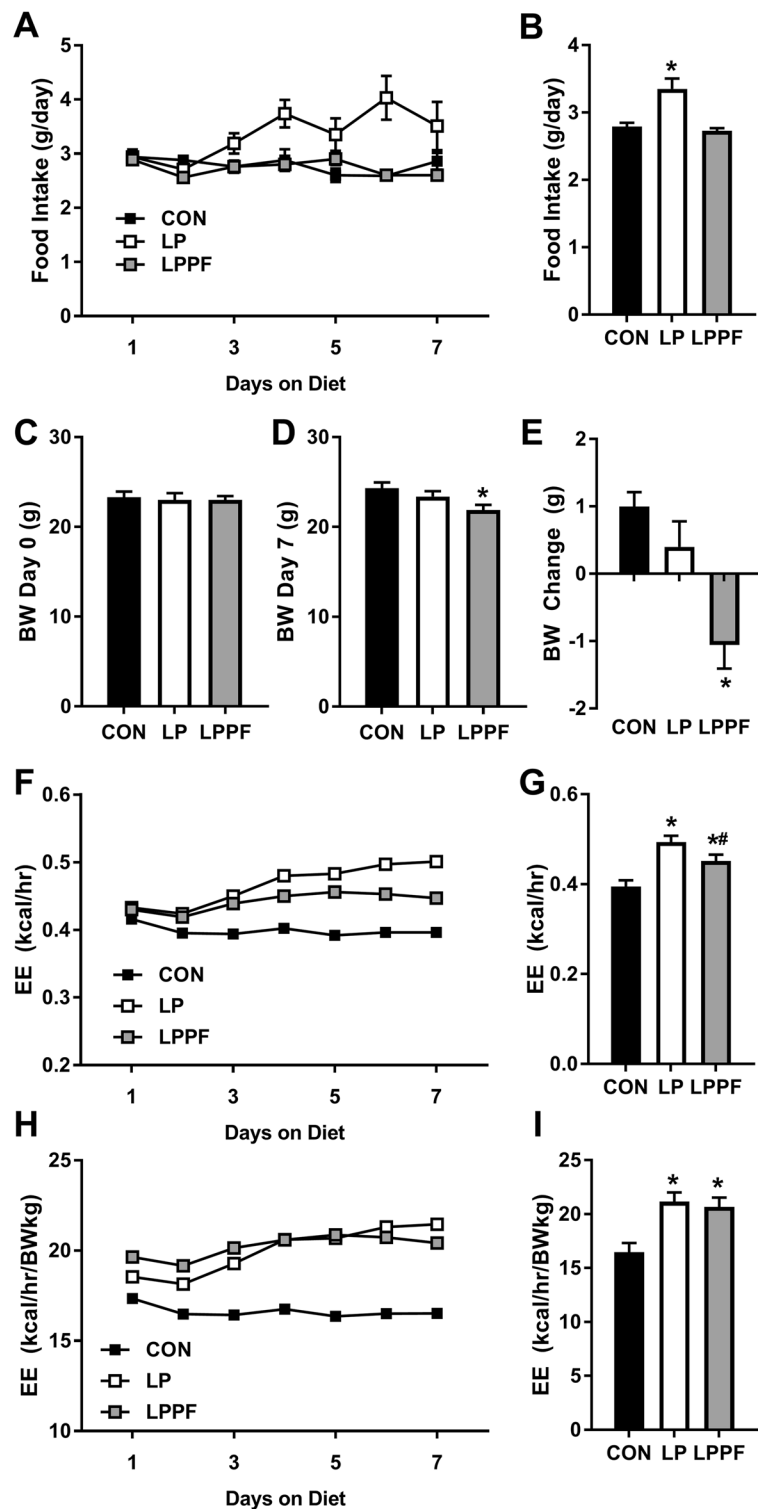 A
Food Intake (g/day)
5
4
3
2
1
0
CON
LP
LPPF
1 3 5 7
Days on Diet
B
Food Intake (g/day)
4
3
2
1
0
*
CON LP LPPF
C
BW Day 0 (g)
30
20
10
0
CON LP LPPF
D
BW Day 7 (g)
30
20
10
0
*
CON LP LPPF
E
BW Change (g)
2
1
0
-1
-2
*
CON LP LPPF
F
EE (kcal/hr)
0.6
0.5
0.4
0.3
0.2
CON
LP
LPPF
1 3 5 7
Days on Diet
G
EE (kcal/hr)
0.6
0.4
0.2
0.0
* *#
CON LP LPPF
H
EE (kcal/hr/BWkg)
25
20
15
10
CON
LP
LPPF
1 3 5 7
Days on Diet
I
EE (kcal/hr/BWkg)
25
20
15
10
5
0
* *
CON LP LPPF